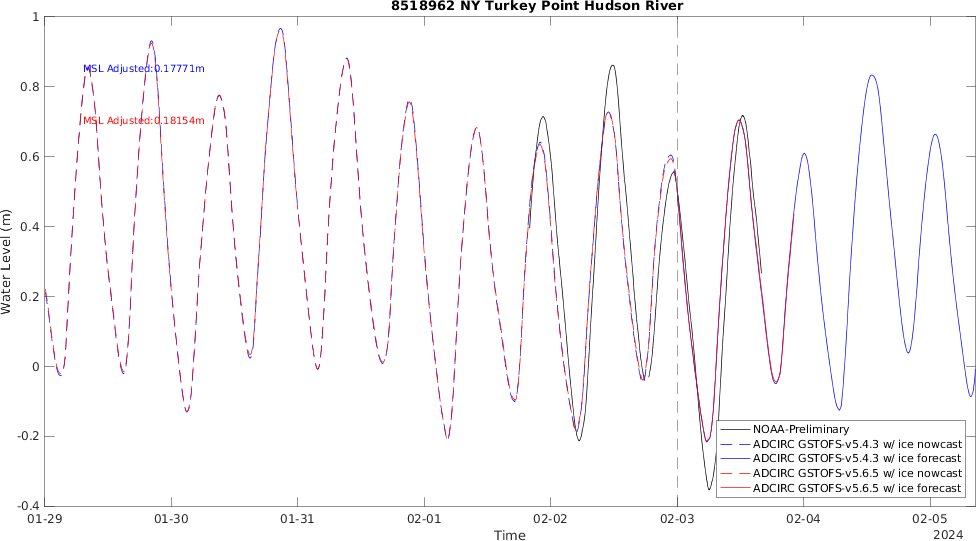 8518962 NY Turkey Point Hudson River
Water Level (m)
1
0.8
0.6
0.4
0.2
0
-0.2
-0.4
MSL Adjusted:0.17771m
MSL Adjusted:0.18154m
NOAA-Preliminary
ADCIRC GSTOFS-v5.4.3 w/ ice nowcast
ADCIRC GSTOFS-v5.4.3 w/ ice forecast
ADCIRC GSTOFS-v5.6.5 w/ ice nowcast
ADCIRC GSTOFS-v5.6.5 w/ ice forecast
01-29 01-30 01-31 02-01 02-02 02-03 02-04 02-05
Time
2024